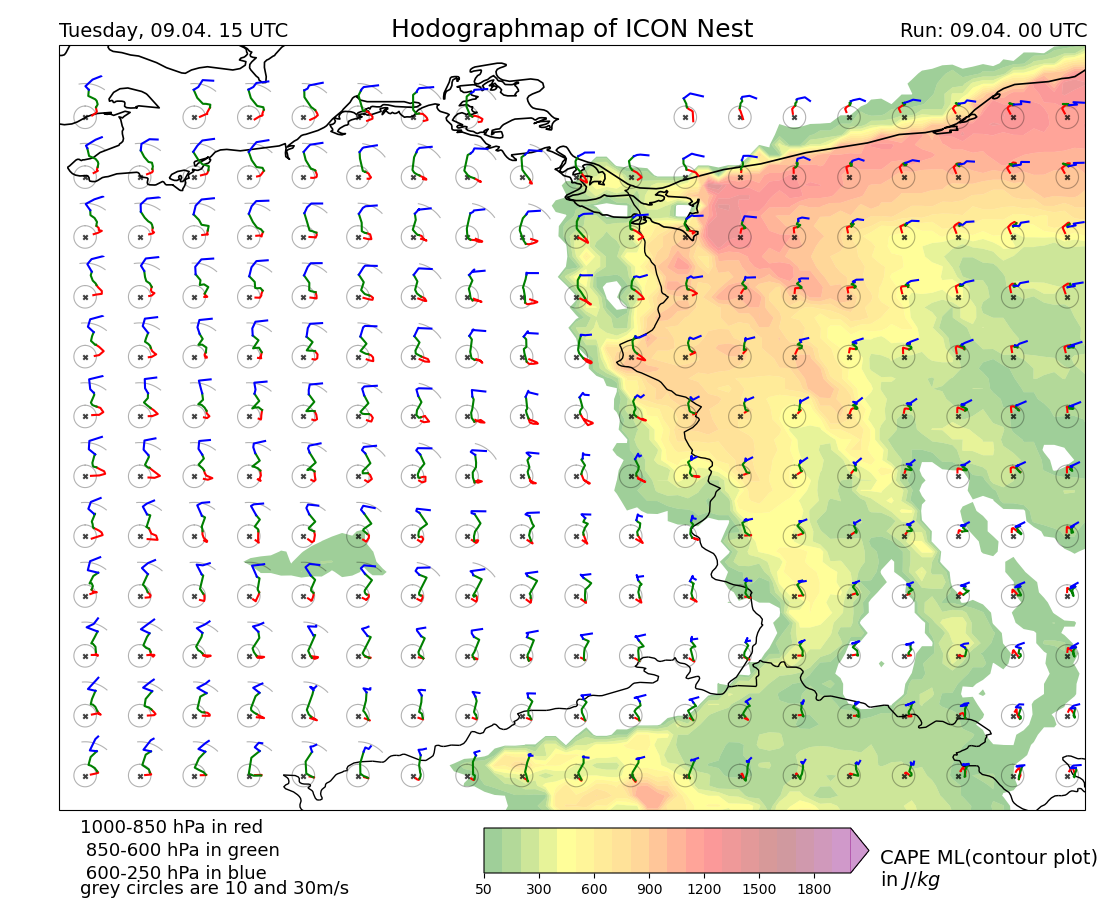 Tuesday, 09.04. 15 UTC
Hodographmap of ICON Nest
Run: 09.04. 00 UTC
1000-850 hPa in red
850-600 hPa in green
600-250 hPa in blue
grey circles are 10 and 30m/s
50 300 600 900 1200 1500 1800
CAPE ML(contour plot)
in J/kg